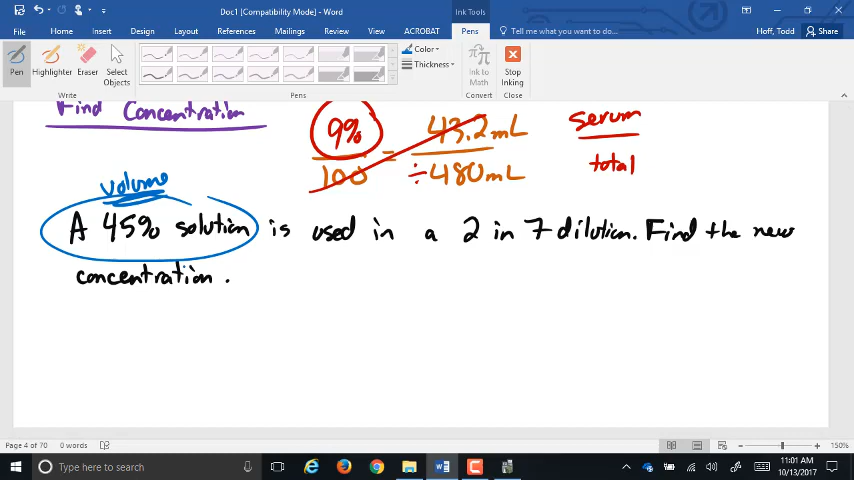 Doc1 [Compatibility Mode] - Word
Ink Tools
File Home Insert Design Layout References Mailings Review View ACROBAT Pens Tell me what you want to do... Hoff, Todd Share
Pen Highlighter Eraser Select Objects
Color
Thickness
Ink to Math
Stop Inking
Write Pens Convert Close
Find Concentration
9% = 43.2mL
100 ÷480mL
serum
total
volume
A 45% solution is used in a 2 in 7 dilution. Find the new
concentration.
Page 4 of 70 0 words 150%
Type here to search
11:01 AM
10/13/2017